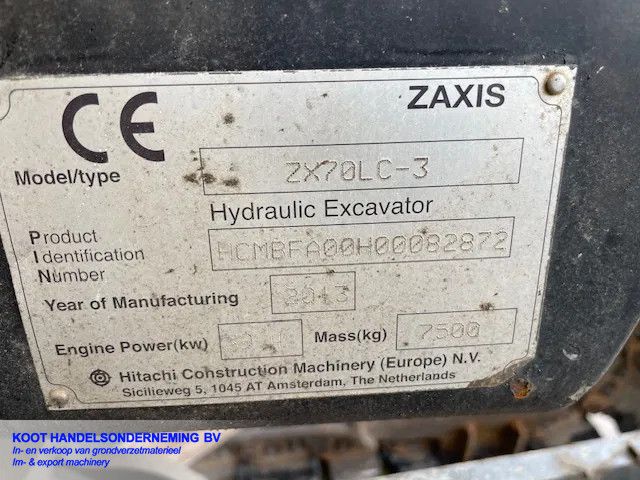 CE ZAXIS
Model/type ZX70LC-3
Hydraulic Excavator
Product
Identification HCMBFA00H00082872
Number
Year of Manufacturing 2013
Engine Power(kw) Mass(kg) 7500
Hitachi Construction Machinery (Europe) N.V.
Sicilieweg 5, 1045 AT Amsterdam, The Netherlands
KOOT HANDELSONDERNEMING BV
In- en verkoop van grondverzetmaterieel
Im- & export machinery